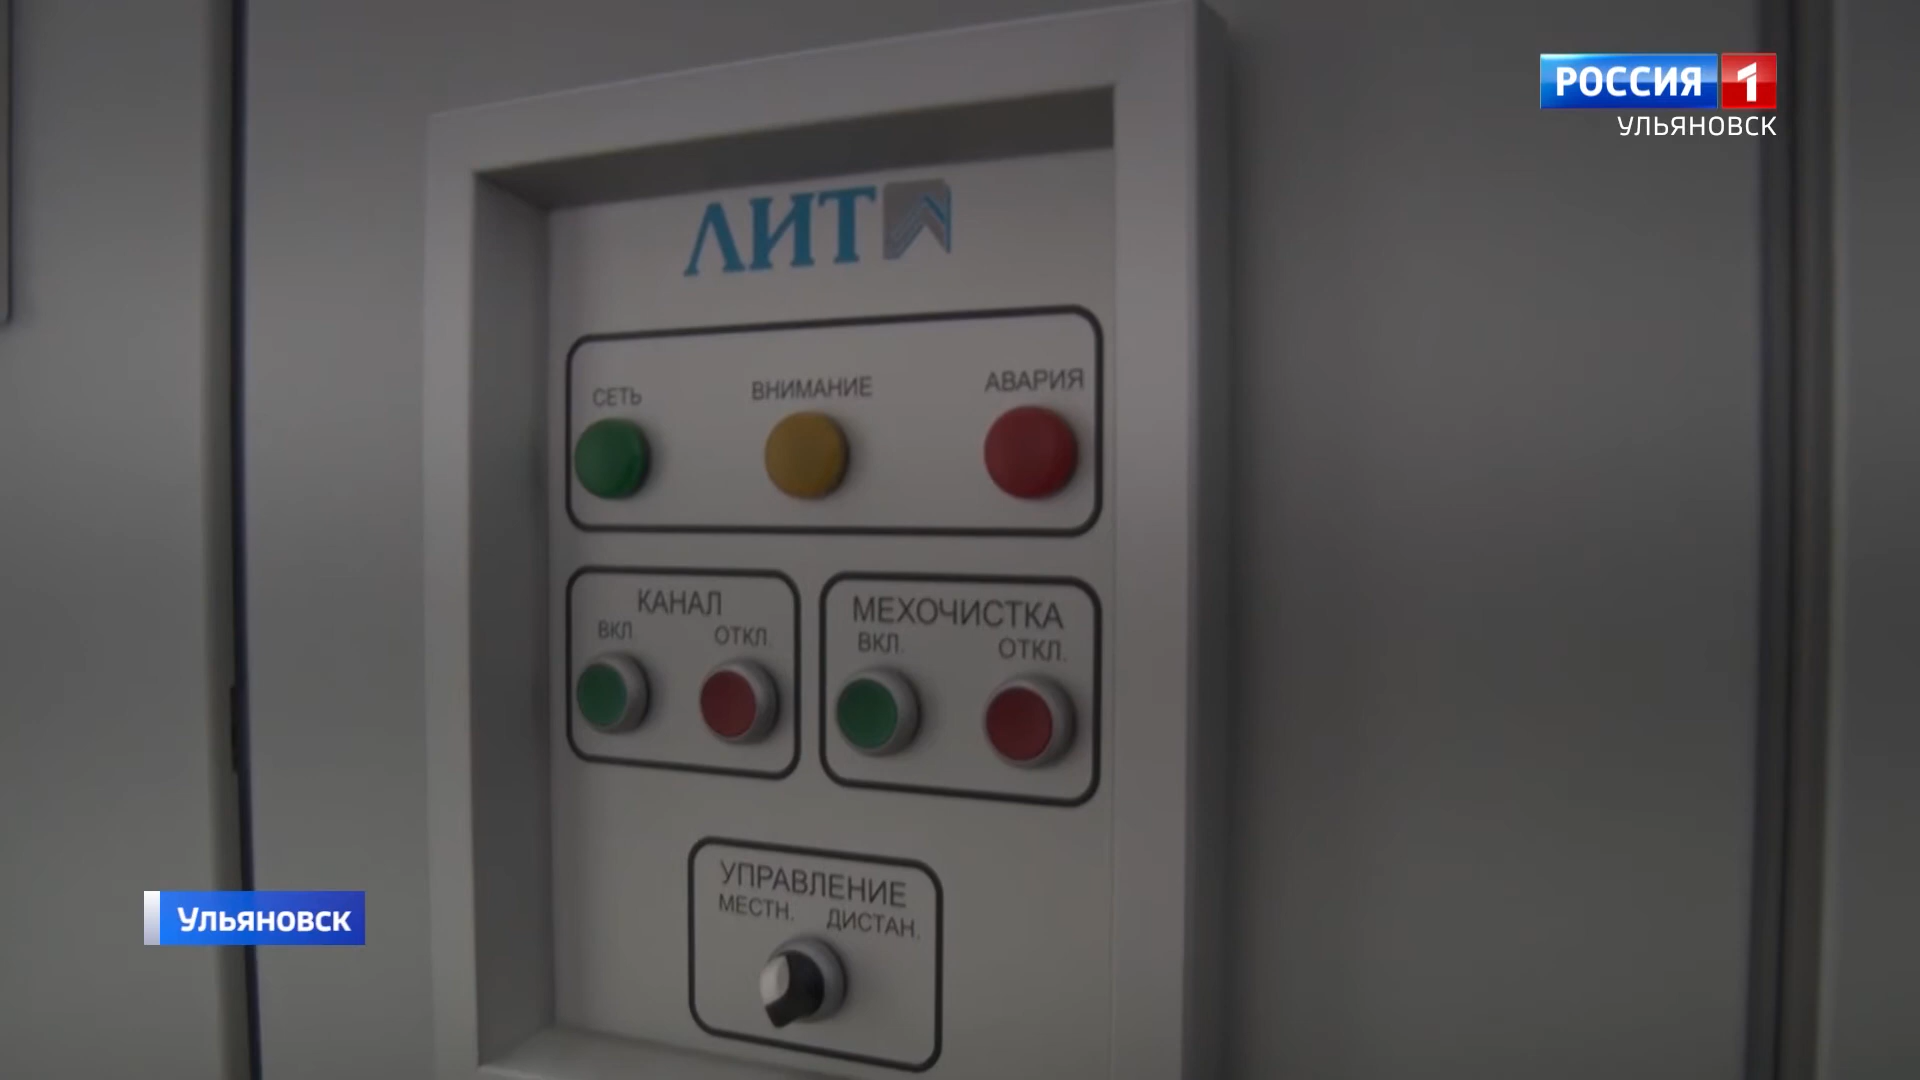 РОССИЯ 1
УЛЬЯНОВСК
ЛИТ
СЕТЬ ВНИМАНИЕ АВАРИЯ
КАНАЛ
ВКЛ ОТКЛ.
МЕХОЧИСТКА
ВКЛ. ОТКЛ.
УПРАВЛЕНИЕ
МЕСТН. ДИСТАН.
Ульяновск